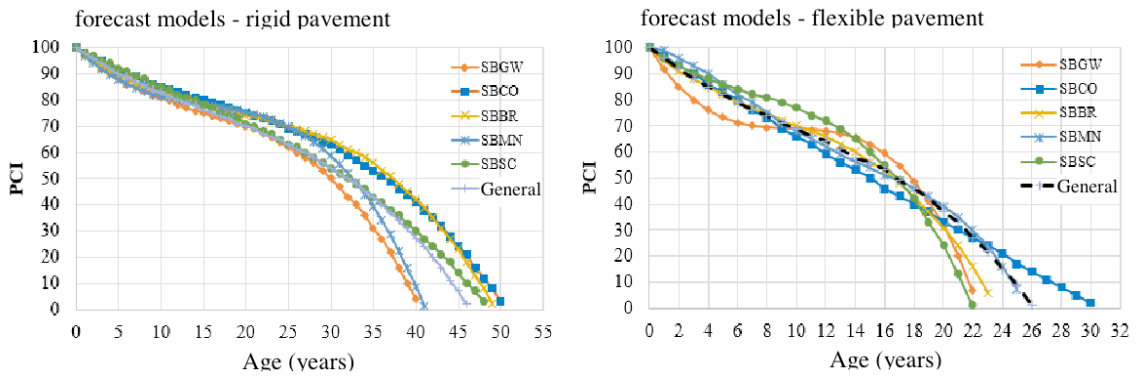 forecast models - rigid pavement
100
90
80
70
60
50
40
30
20
10
0
PCI
0 5 10 15 20 25 30 35 40 45 50 55
Age (years)
SBGW
SBCO
SBBR
SBMN
SBSC
General
forecast models - flexible pavement
100
90
80
70
60
50
40
30
20
10
0
PCI
0 2 4 6 8 10 12 14 16 18 20 22 24 26 28 30 32
Age (years)
SBGW
SBCO
SBBR
SBMN
SBSC
General